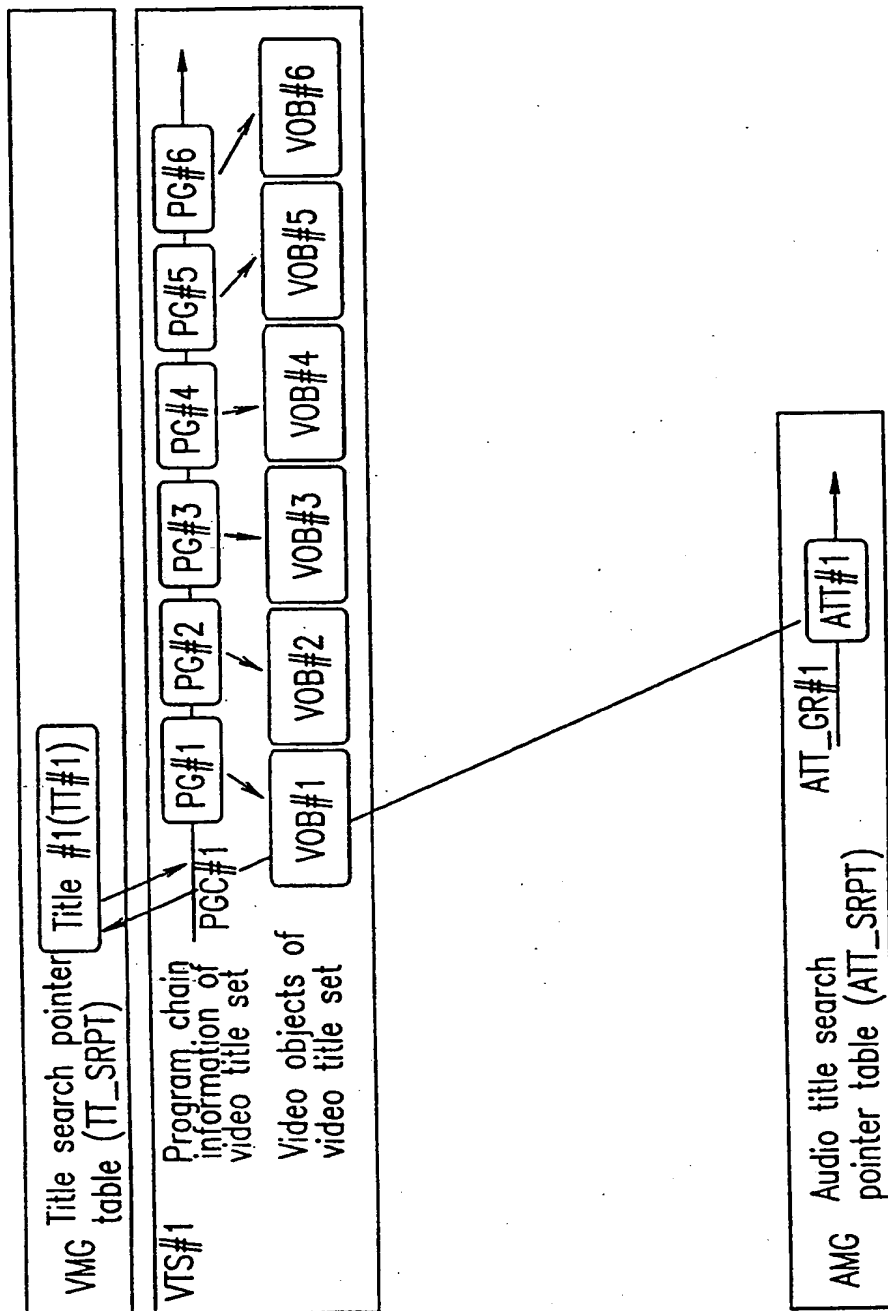 VMG
Title search pointer
table (TT_SRPT)
Title #1(TT#1)
VTS#1
Program chain
information of
video title set
PGC#1
PG#1
PG#2
PG#3
PG#4
PG#5
PG#6
Video objects of
video title set
VOB#1
VOB#2
VOB#3
VOB#4
VOB#5
VOB#6
AMG
Audio title search
pointer table (ATT_SRPT)
ATT_GR#1
ATT#1